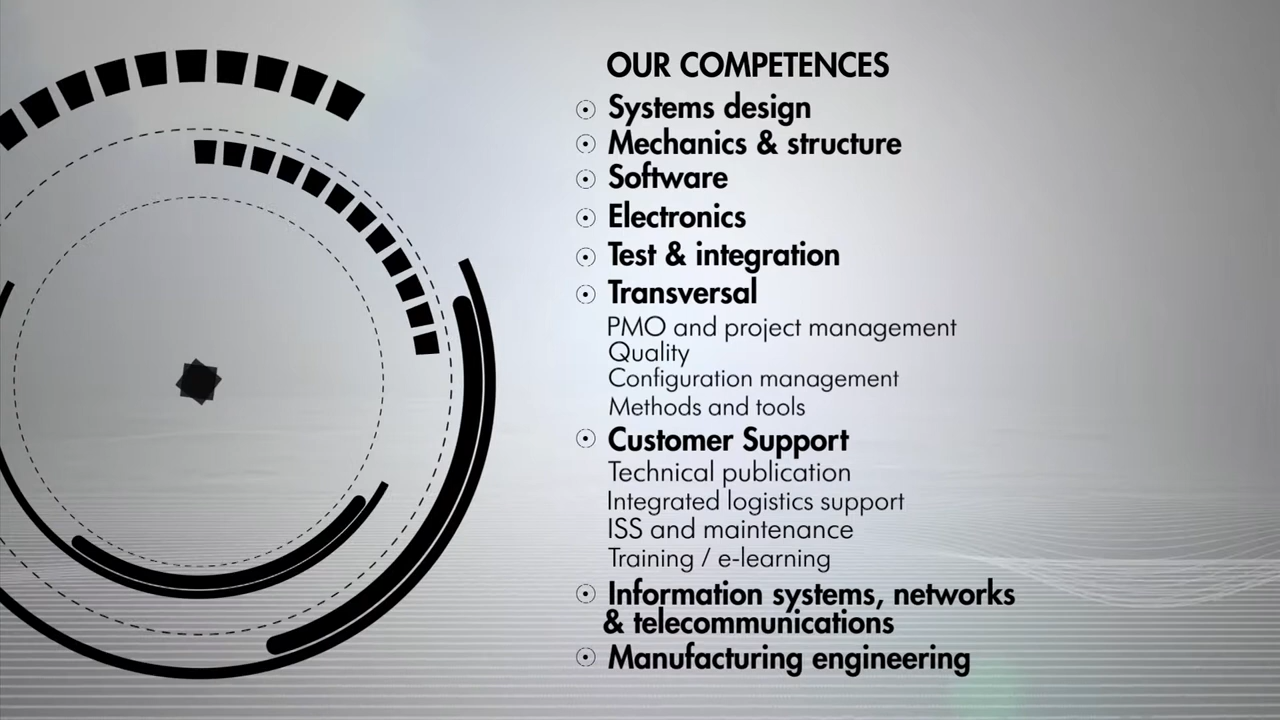 OUR COMPETENCES
Systems design
Mechanics & structure
Software
Electronics
Test & integration
Transversal
PMO and project management
Quality
Configuration management
Methods and tools
Customer Support
Technical publication
Integrated logistics support
ISS and maintenance
Training / e-learning
Information systems, networks
& telecommunications
Manufacturing engineering